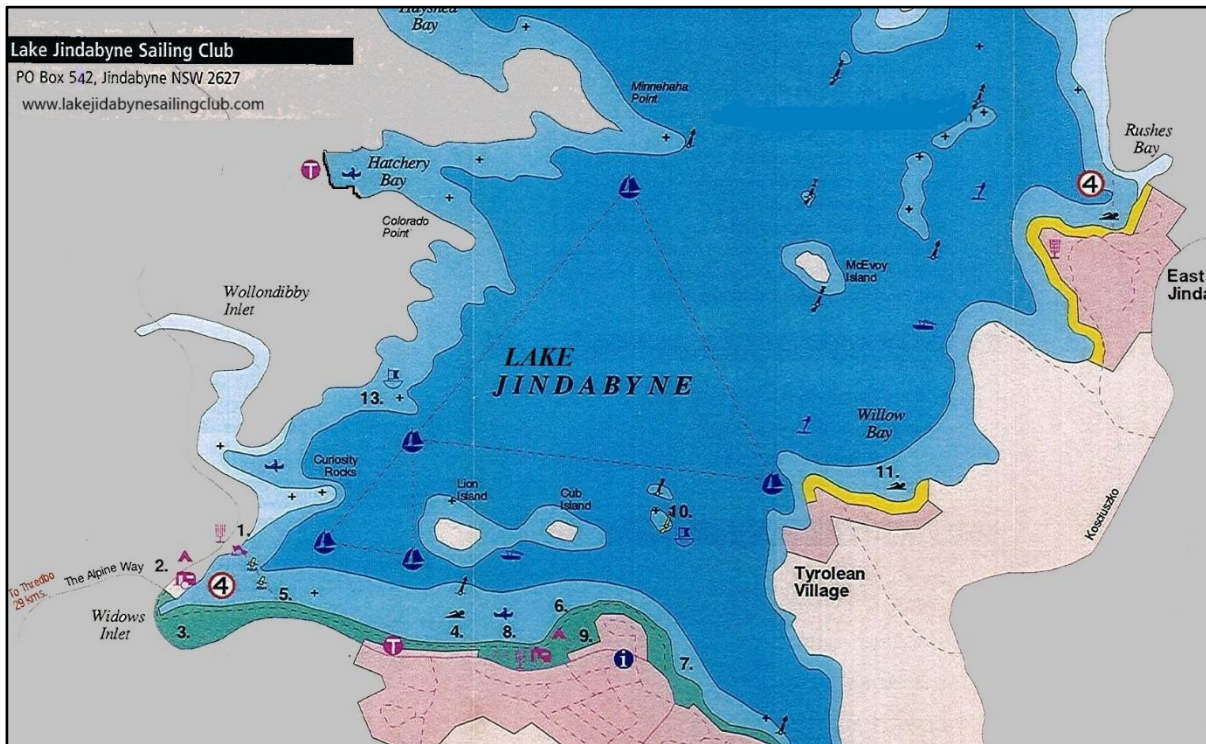 Lake Jindabyne Sailing Club
PO Box 542, Jindabyne NSW 2627
www.lakejidabynesailingclub.com
Hayshed
Bay
Minnehaha
Point
Rushes
Bay
T
Hatchery
Bay
4
Colorado
Point
McEvoy
Island
East
Jinda
Wollondibby
Inlet
LAKE
JINDABYNE
13.
Willow
Bay
Curiosity
Rocks
11.
Lion
Island
Cub
Island
10.
Kosciuszko
1.
2.
The Alpine Way
To Thredbo
29 kms.
4
5.
Tyrolean
Village
Widows
Inlet
3.
4.
8.
6.
9.
7.
T
i